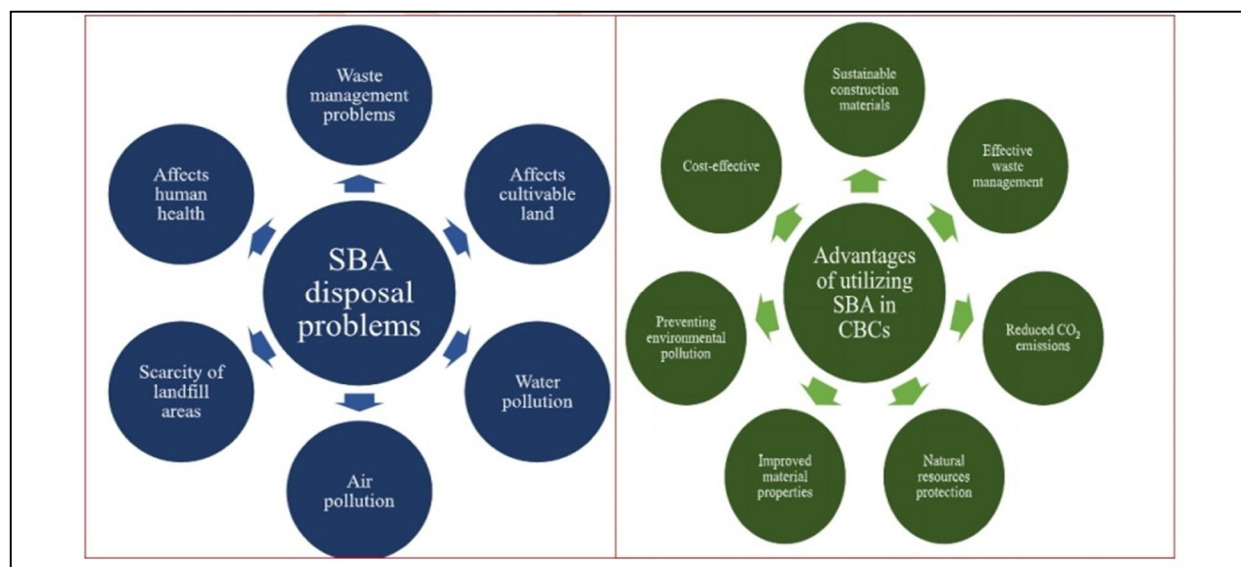 SBA
disposal
problems
Waste
management
problems
Affects
cultivable
land
Water
pollution
Air
pollution
Scarcity of
landfill
areas
Affects
human
health
Advantages
of utilizing
SBA in
CBCs
Sustainable
construction
materials
Effective
waste
management
Reduced CO₂
emissions
Natural
resources
protection
Improved
material
properties
Preventing
environmental
pollution
Cost-effective